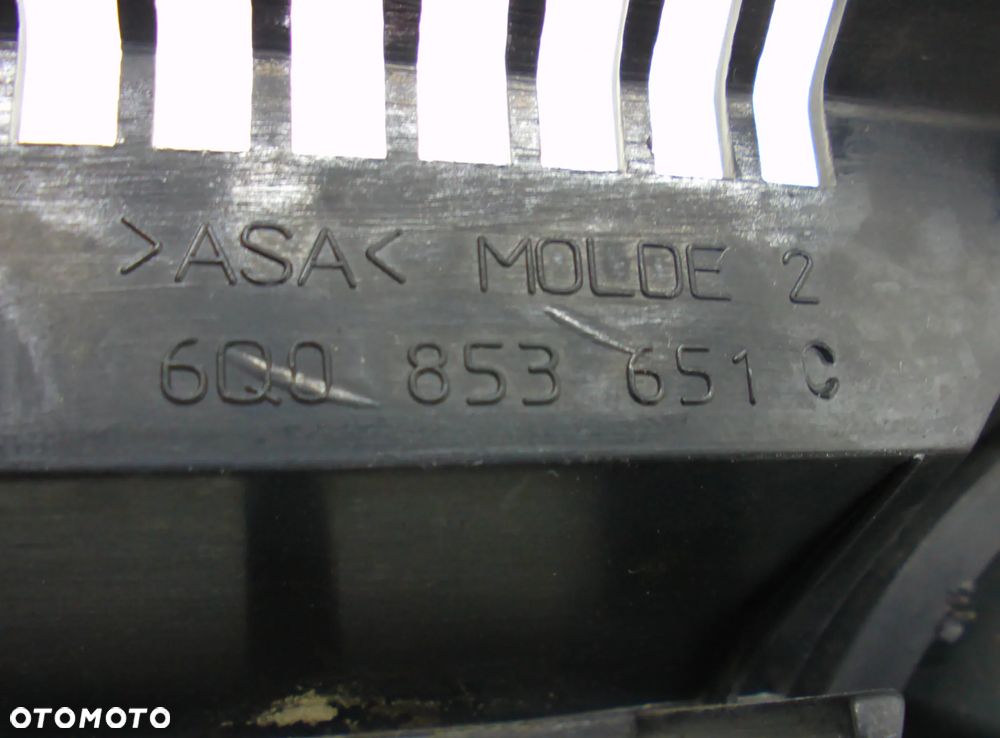 >ASA< MOLDE 2
6Q0 853 651 C
OTOMOTO